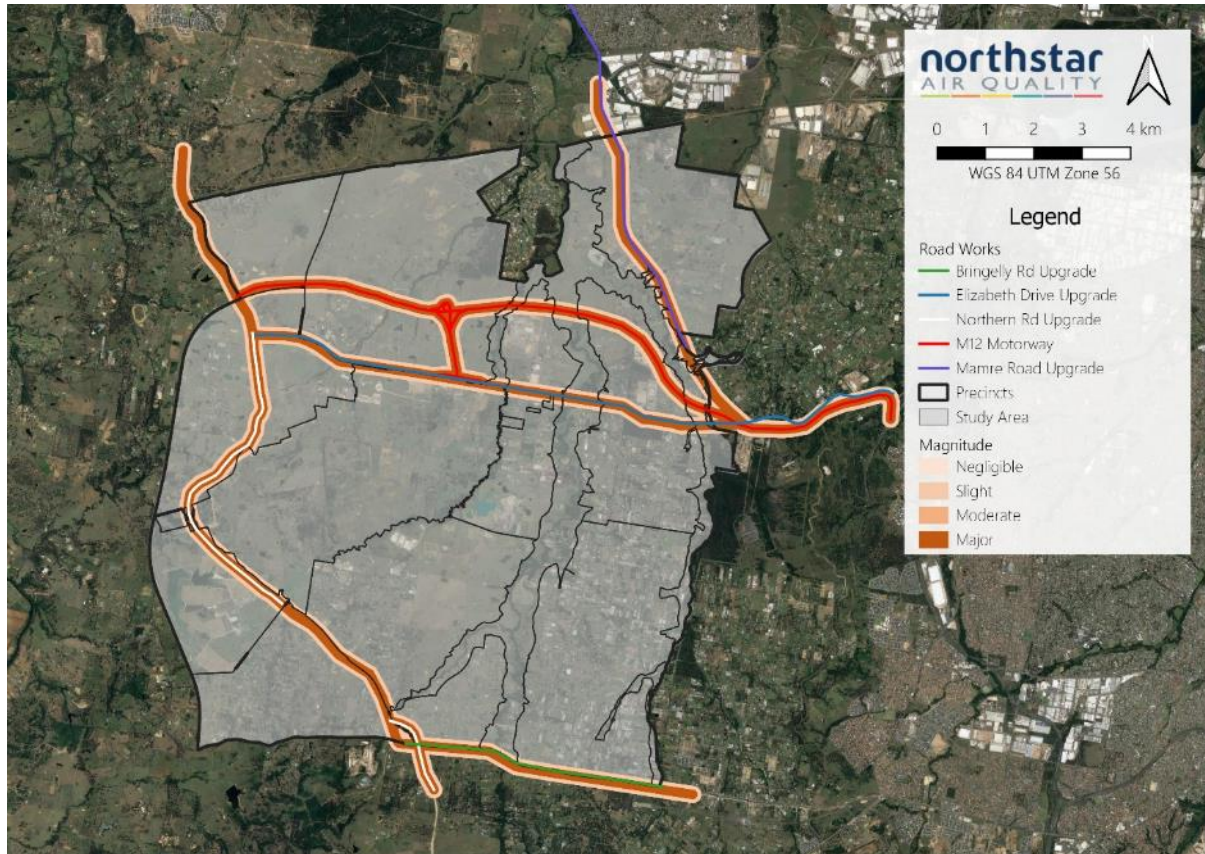 northstar
AIR QUALITY
N
0 1 2 3 4 km
WGS 84 UTM Zone 56
Legend
Road Works
Bringelly Rd Upgrade
Elizabeth Drive Upgrade
Northern Rd Upgrade
M12 Motorway
Mamre Road Upgrade
Precincts
Study Area
Magnitude
Negligible
Slight
Moderate
Major